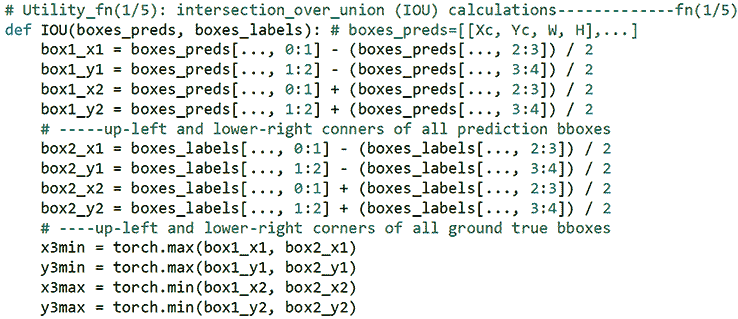 # Utility_fn(1/5): intersection_over_union (IOU) calculations-------------fn(1/5)
def IOU(boxes_preds, boxes_labels): # boxes_preds=[[Xc, Yc, W, H],...]
    box1_x1 = boxes_preds[..., 0:1] - (boxes_preds[..., 2:3]) / 2
    box1_y1 = boxes_preds[..., 1:2] - (boxes_preds[..., 3:4]) / 2
    box1_x2 = boxes_preds[..., 0:1] + (boxes_preds[..., 2:3]) / 2
    box1_y2 = boxes_preds[..., 1:2] + (boxes_preds[..., 3:4]) / 2
    # -----up-left and lower-right conners of all prediction bboxes
    box2_x1 = boxes_labels[..., 0:1] - (boxes_labels[..., 2:3]) / 2
    box2_y1 = boxes_labels[..., 1:2] - (boxes_labels[..., 3:4]) / 2
    box2_x2 = boxes_labels[..., 0:1] + (boxes_labels[..., 2:3]) / 2
    box2_y2 = boxes_labels[..., 1:2] + (boxes_labels[..., 3:4]) / 2
    # ----up-left and lower-right corners of all ground true bboxes
    x3min = torch.max(box1_x1, box2_x1)
    y3min = torch.max(box1_y1, box2_y1)
    x3max = torch.min(box1_x2, box2_x2)
    y3max = torch.min(box1_y2, box2_y2)